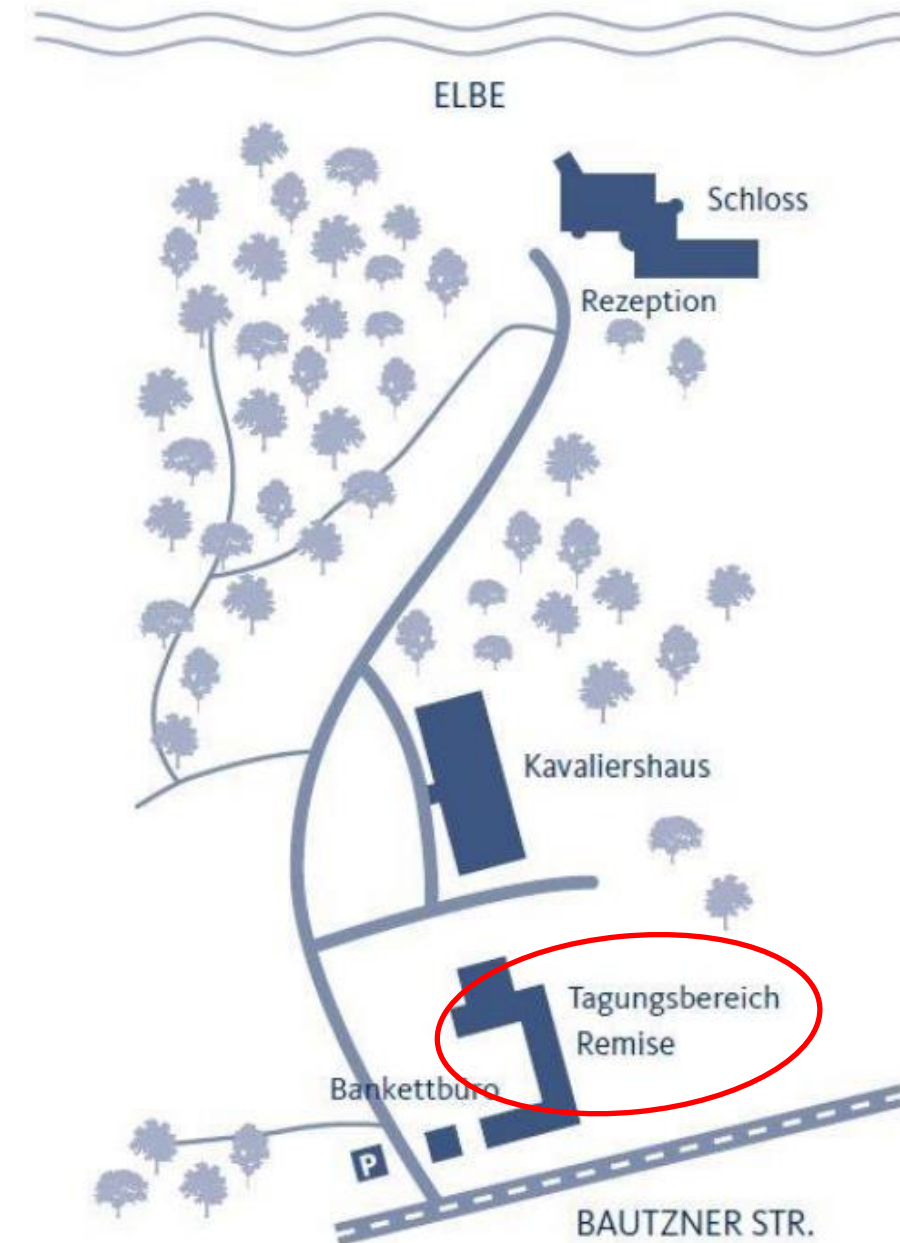 ELBE
Schloss
Rezeption
Kavaliershaus
Tagungsbereich
Remise
Bankettbüro
P
BAUTZNER STR.